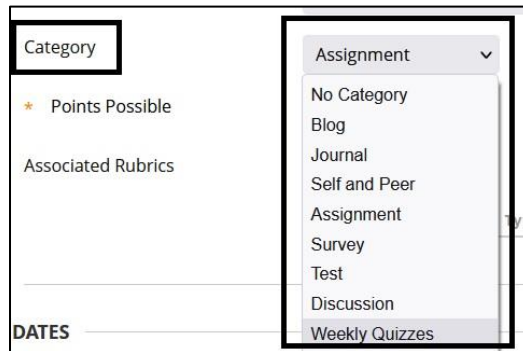 Category
Assignment
No Category
Blog
Journal
Self and Peer
Assignment
Survey
Test
Discussion
Weekly Quizzes
* Points Possible
Associated Rubrics
Ty
DATES